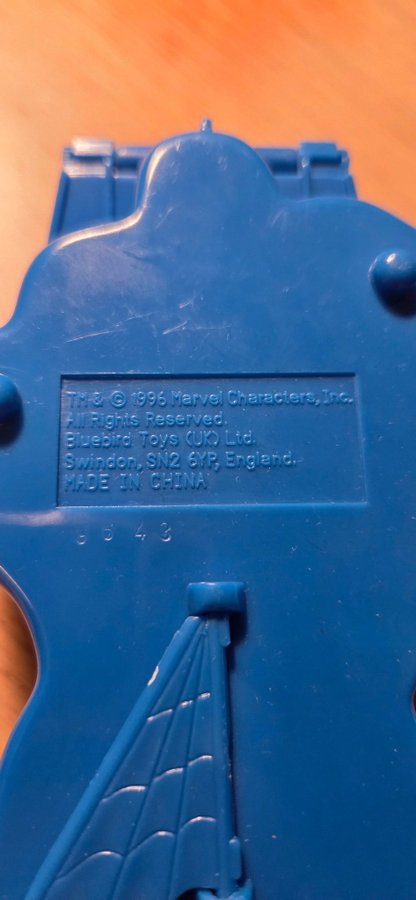 TM & © 1996 Marvel Characters, Inc.
All Rights Reserved.
Bluebird Toys (UK) Ltd.
Swindon, SN2 6YP, England.
MADE IN CHINA